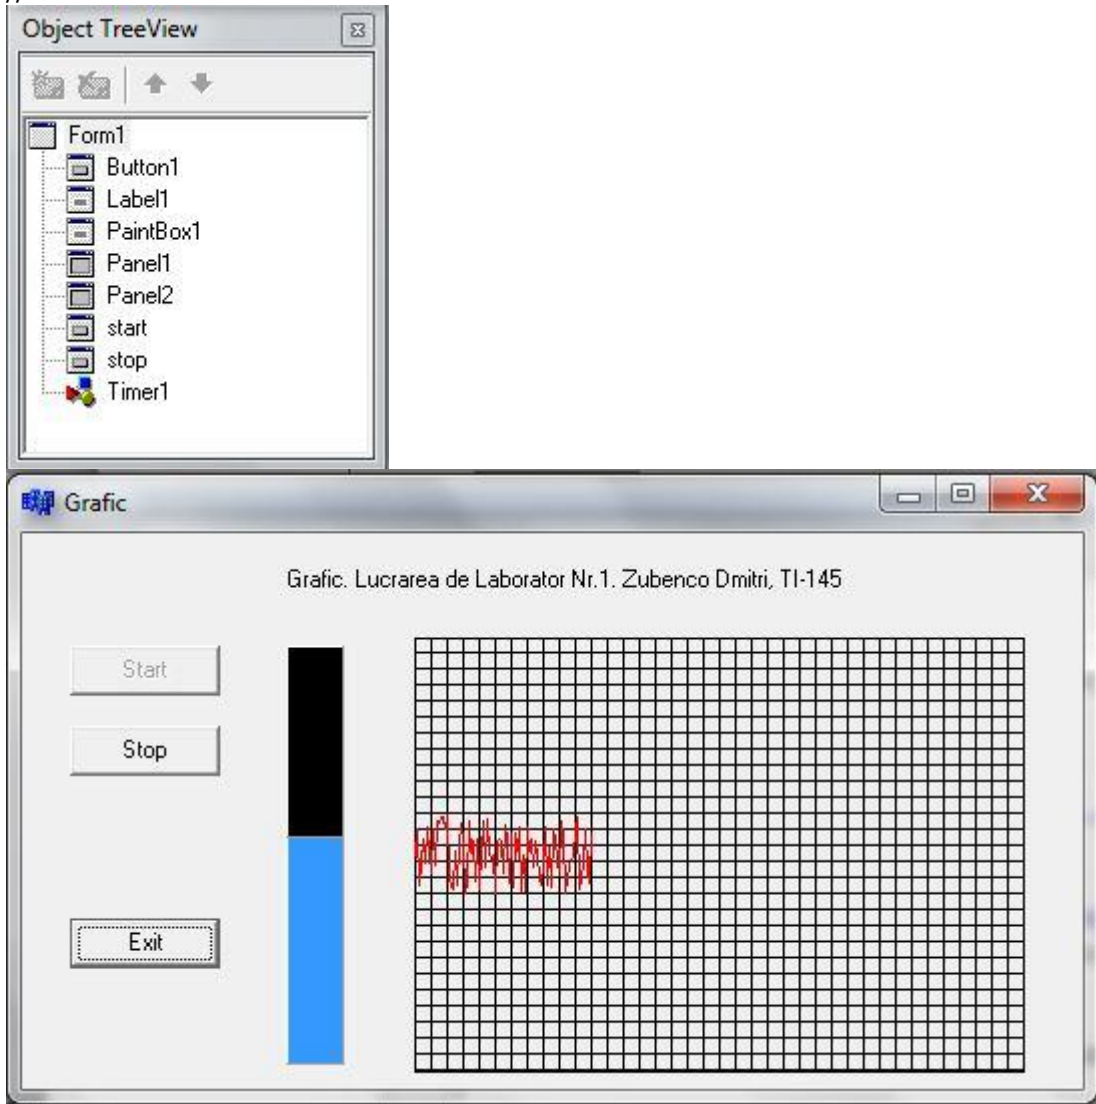 //
Object TreeView
Form1
Button1
Label1
PaintBox1
Panel1
Panel2
start
stop
Timer1
Grafic
Grafic. Lucrarea de Laborator Nr.1. Zubenco Dmitri, TI-145
Start
Stop
Exit